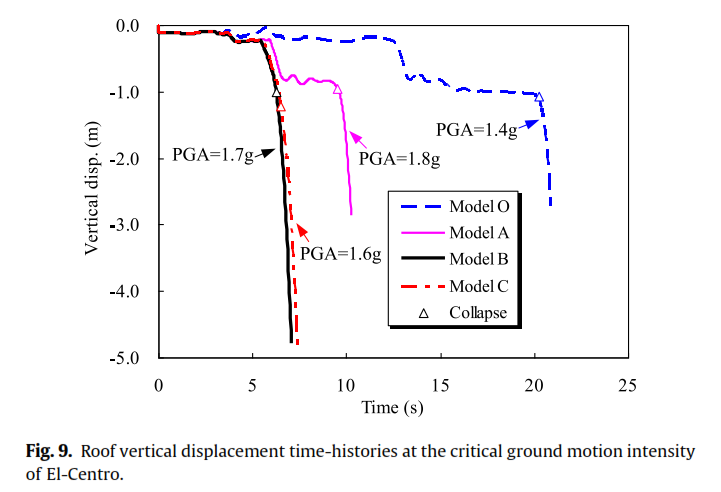 0.0
-1.0
-2.0
-3.0
-4.0
-5.0
Vertical disp. (m)
PGA=1.4g
PGA=1.7g
PGA=1.8g
PGA=1.6g
Model O
Model A
Model B
Model C
Collapse
0 5 10 15 20 25
Time (s)
Fig. 9. Roof vertical displacement time-histories at the critical ground motion intensity
of El-Centro.